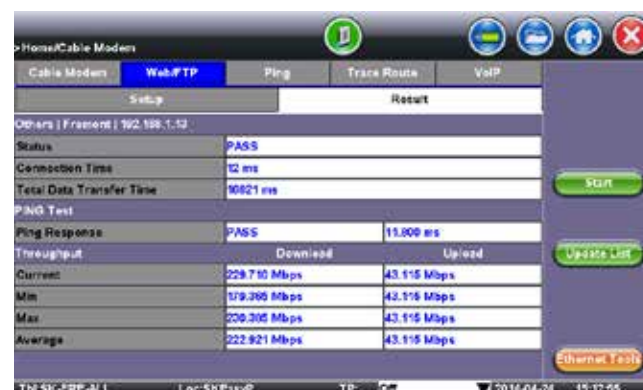 >Home/Cable Modem
Cable Modem Web/FTP Ping Trace Route VoIP
Setup Result
Others | Fremont | 192.168.1.13
Status PASS
Connection Time 12 ms
Total Data Transfer Time 10821 ms
PING Test
Ping Response PASS 11.800 ms
Throughput Download Upload
Current 229.710 Mbps 43.115 Mbps
Min 179.365 Mbps 43.115 Mbps
Max 230.305 Mbps 43.115 Mbps
Average 222.921 Mbps 43.115 Mbps
Start
Update List
Ethernet Tools
2014-04-24 15:12:55